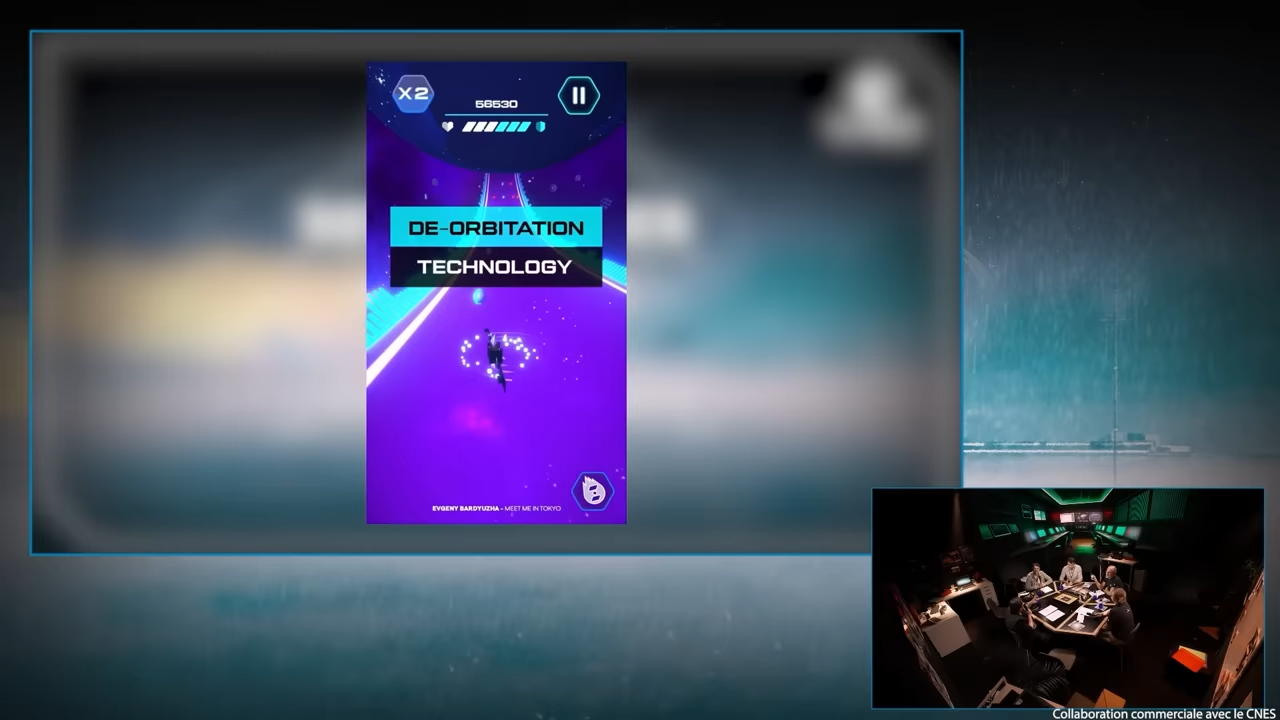 X2
56530
DE-ORBITATION
TECHNOLOGY
EVGENY BARDYUZHA - MEET ME IN TOKYO
Collaboration commerciale avec le CNES